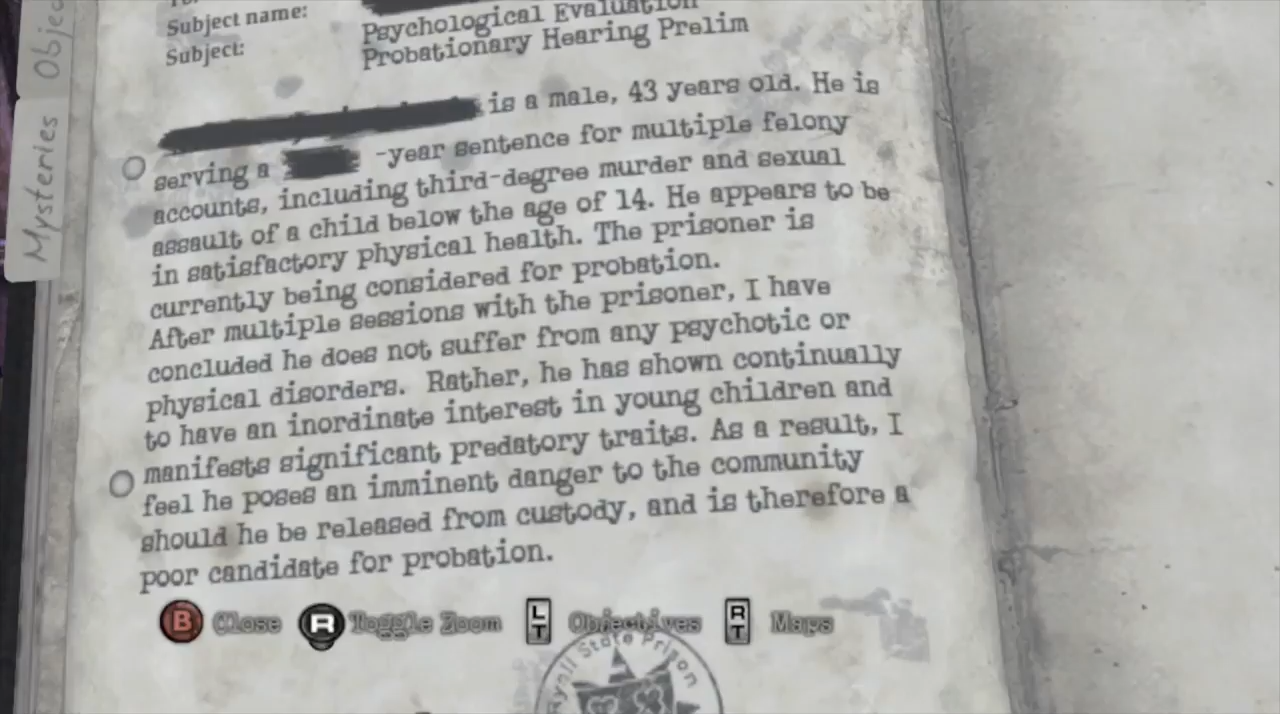 Mysteries
Subject name:
Subject:
Psychological Evaluation
Probationary Hearing Prelim
is a male, 43 years old. He is
serving a -year sentence for multiple felony
accounts, including third-degree murder and sexual
assault of a child below the age of 14. He appears to be
in satisfactory physical health. The prisoner is
currently being considered for probation.
After multiple sessions with the prisoner, I have
concluded he does not suffer from any psychotic or
physical disorders. Rather, he has shown continually
to have an inordinate interest in young children and
manifests significant predatory traits. As a result, I
feel he poses an imminent danger to the community
should he be released from custody, and is therefore a
poor candidate for probation.
B Close R Toggle Zoom LT Objectives RT Maps
State Prison